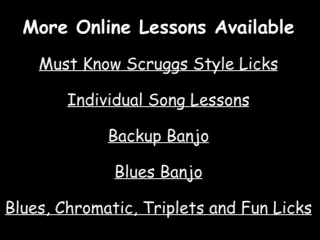 More Online Lessons Available
Must Know Scruggs Style Licks
Individual Song Lessons
Backup Banjo
Blues Banjo
Blues, Chromatic, Triplets and Fun Licks